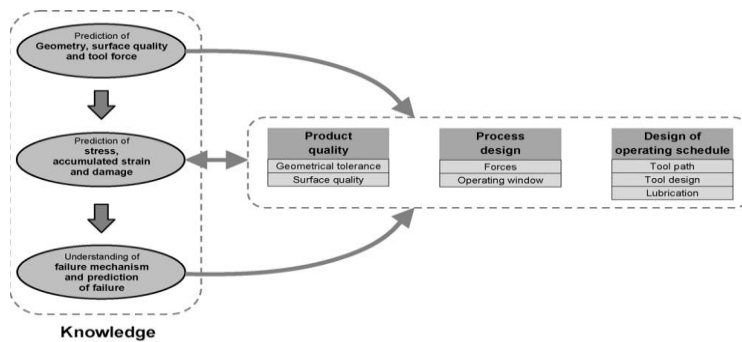 Prediction of
Geometry, surface quality
and tool force
Prediction of
stress,
accumulated strain
and damage
Understanding of
failure mechanism
and prediction
of failure
Knowledge
Product
quality
Geometrical tolerance
Surface quality
Process
design
Forces
Operating window
Design of
operating schedule
Tool path
Tool design
Lubrication